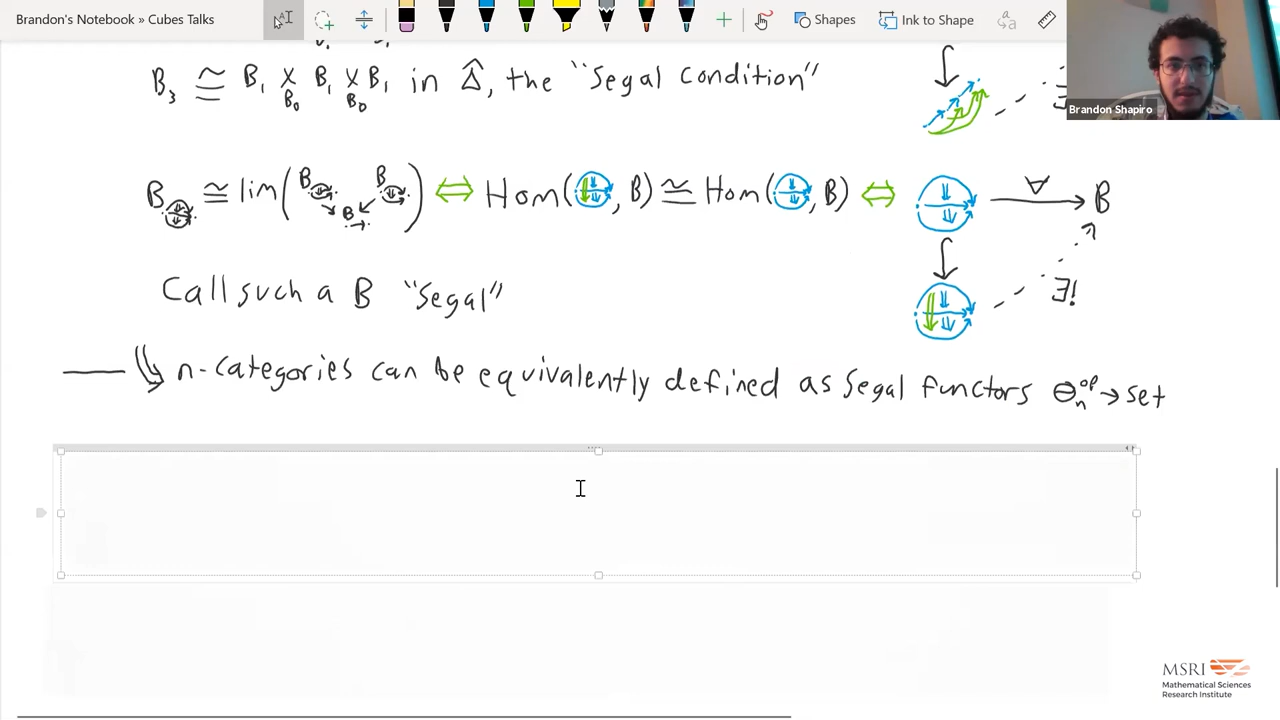 Brandon's Notebook » Cubes Talks
Shapes
Ink to Shape
Brandon Shapiro
B₃ ≅ B₁ ×_{B₀} B₁ ×_{B₀} B₁ in Δ̂, the "Segal condition"
B ≅ lim(B → B ← B) ⇔ Hom( , B) ≅ Hom( , B) ⇔ ∀ B
∃!
Call such a B "Segal"
n-categories can be equivalently defined as Segal functors Θₙᵒᵖ → Set
MSRI
Mathematical Sciences
Research Institute